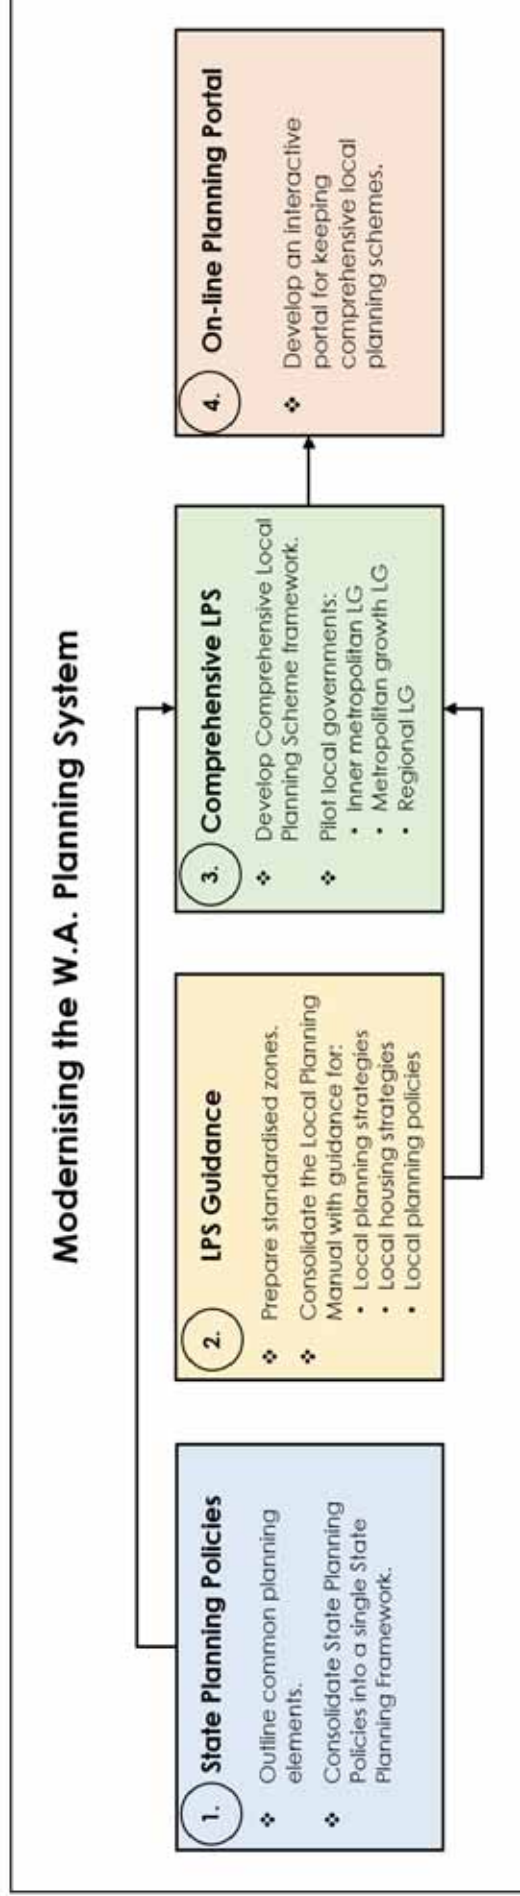 Modernising the W.A. Planning System
1. State Planning Policies
❖ Outline common planning
elements.
❖ Consolidate State Planning
Policies into a single State
Planning Framework.
2. LPS Guidance
❖ Prepare standardised zones.
❖ Consolidate the Local Planning
Manual with guidance for:
• Local planning strategies
• Local housing strategies
• Local planning policies
3. Comprehensive LPS
❖ Develop Comprehensive Local
Planning Scheme framework.
❖ Pilot local governments:
• Inner metropolitan LG
• Metropolitan growth LG
• Regional LG
4. On-line Planning Portal
❖ Develop an interactive
portal for keeping
comprehensive local
planning schemes.